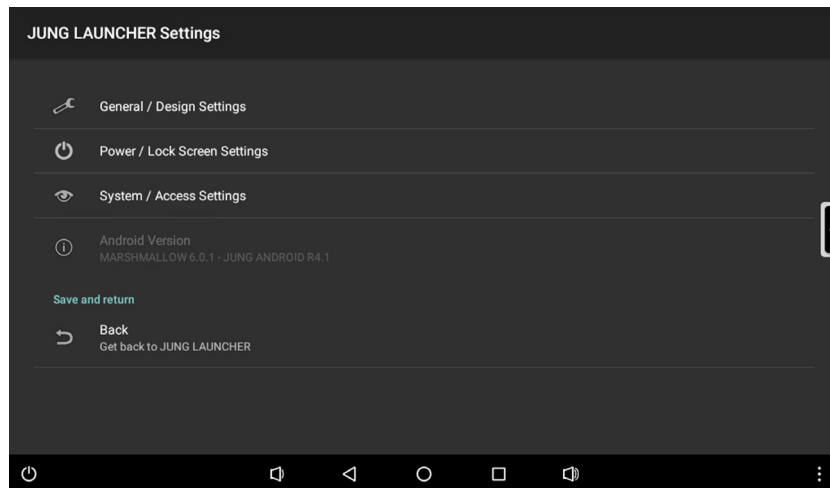 JUNG LAUNCHER Settings
General / Design Settings
Power / Lock Screen Settings
System / Access Settings
Android Version
MARSHMALLOW 6.0.1 - JUNG ANDROID R4.1
Save and return
Back
Get back to JUNG LAUNCHER